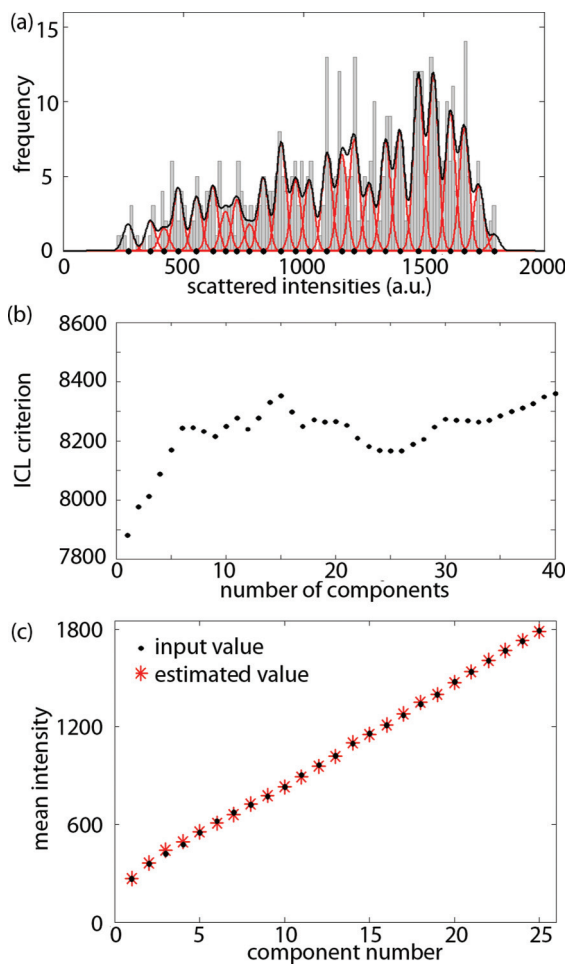 (a)
15
10
5
0
frequency
0 500 1000 1500 2000
scattered intensities (a.u.)
(b)
8600
8400
8200
8000
7800
ICL criterion
0 10 20 30 40
number of components
(c)
1800
1200
600
0
mean intensity
input value
estimated value
0 5 10 15 20 25
component number